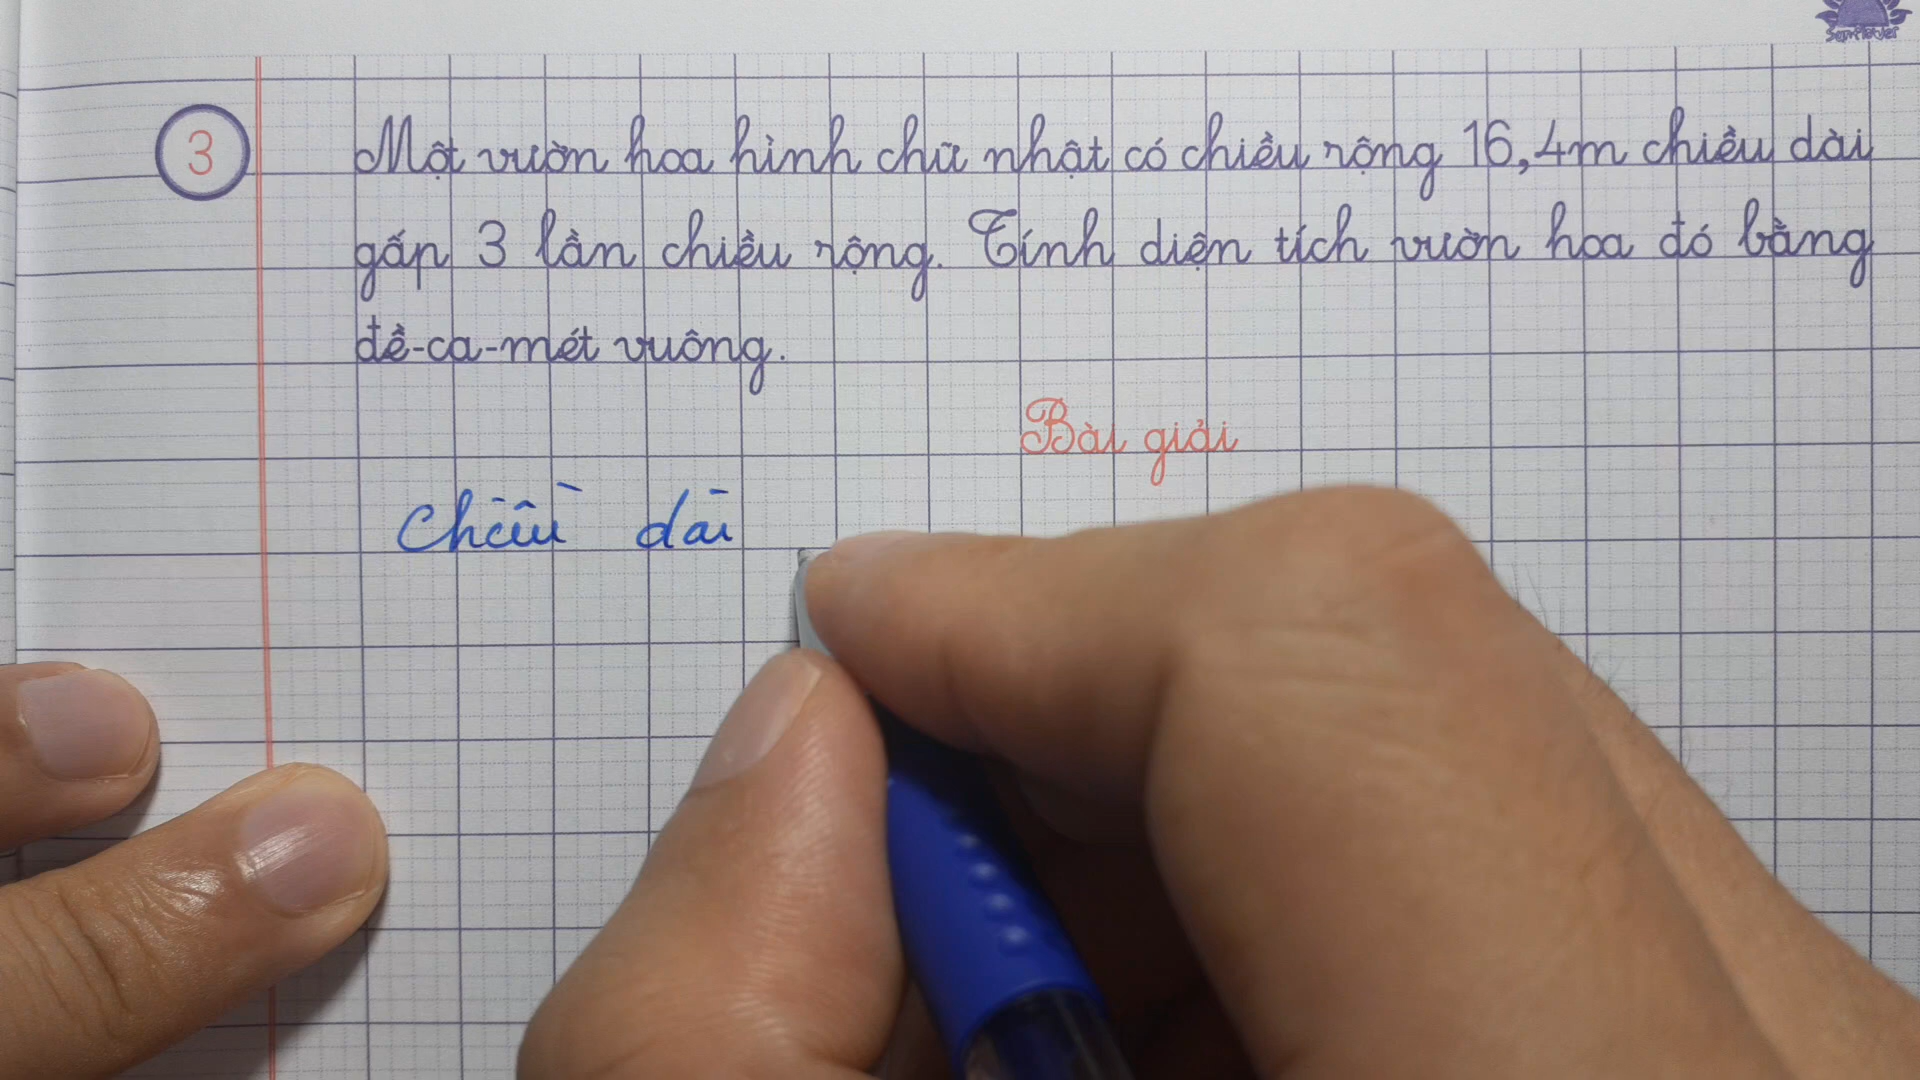 Sunflower
3 Một vườn hoa hình chữ nhật có chiều rộng 16,4m chiều dài
gấp 3 lần chiều rộng. Tính diện tích vườn hoa đó bằng
đề-ca-mét vuông.
Bài giải
Chiều dài